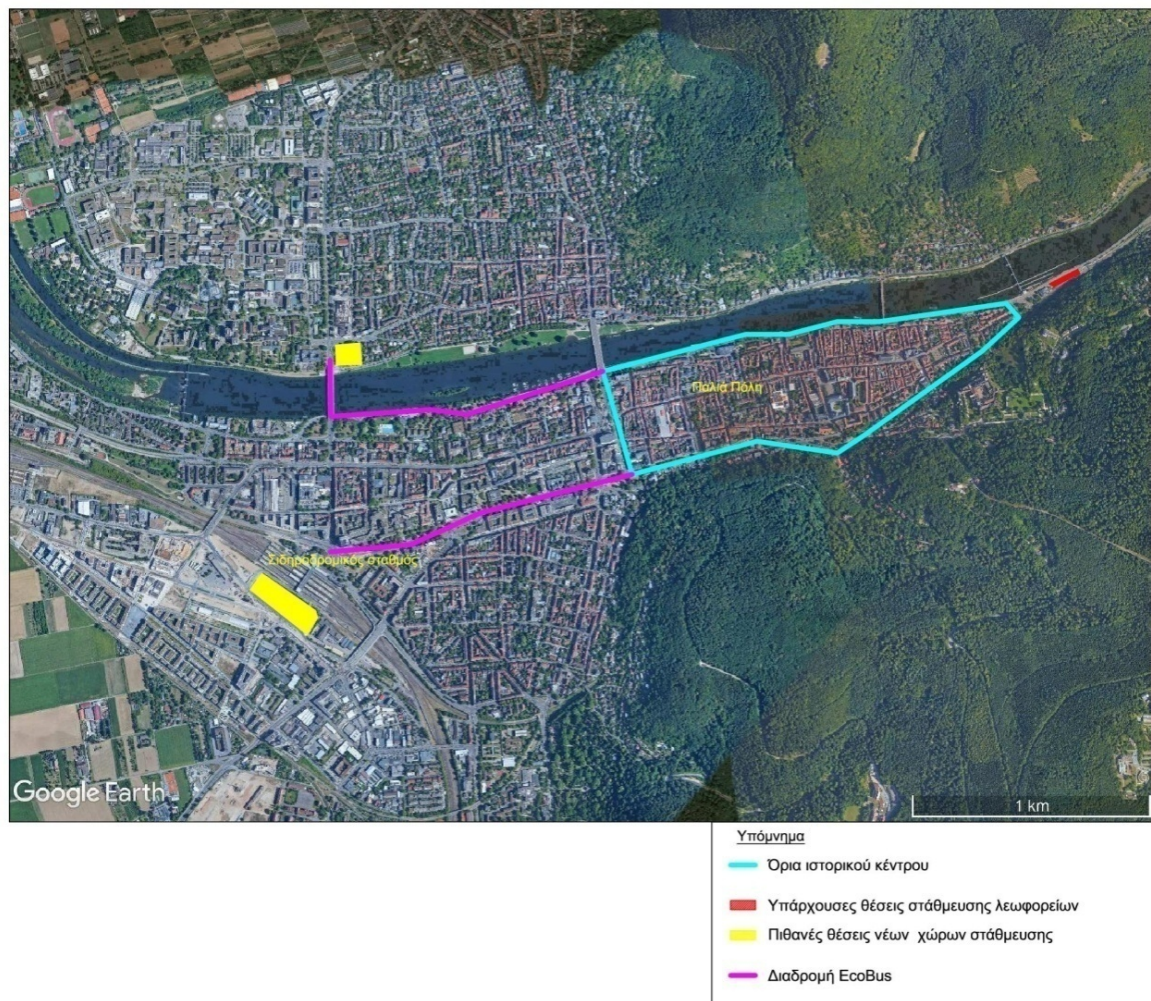 Παλιά Πόλη
Σιδηροδρομικός σταθμός
Google Earth
1 km
Υπόμνημα
Όρια ιστορικού κέντρου
Υπάρχουσες θέσεις στάθμευσης λεωφορείων
Πιθανές θέσεις νέων χώρων στάθμευσης
Διαδρομή EcoBus